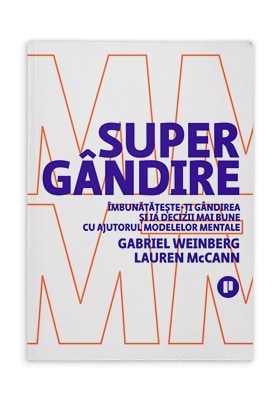 SUPER
GÂNDIRE
ÎMBUNĂTĂȚEȘTE-ȚI GÂNDIREA
ȘI IA DECIZII MAI BUNE
CU AJUTORUL MODELELOR MENTALE
GABRIEL WEINBERG
LAUREN McCANN